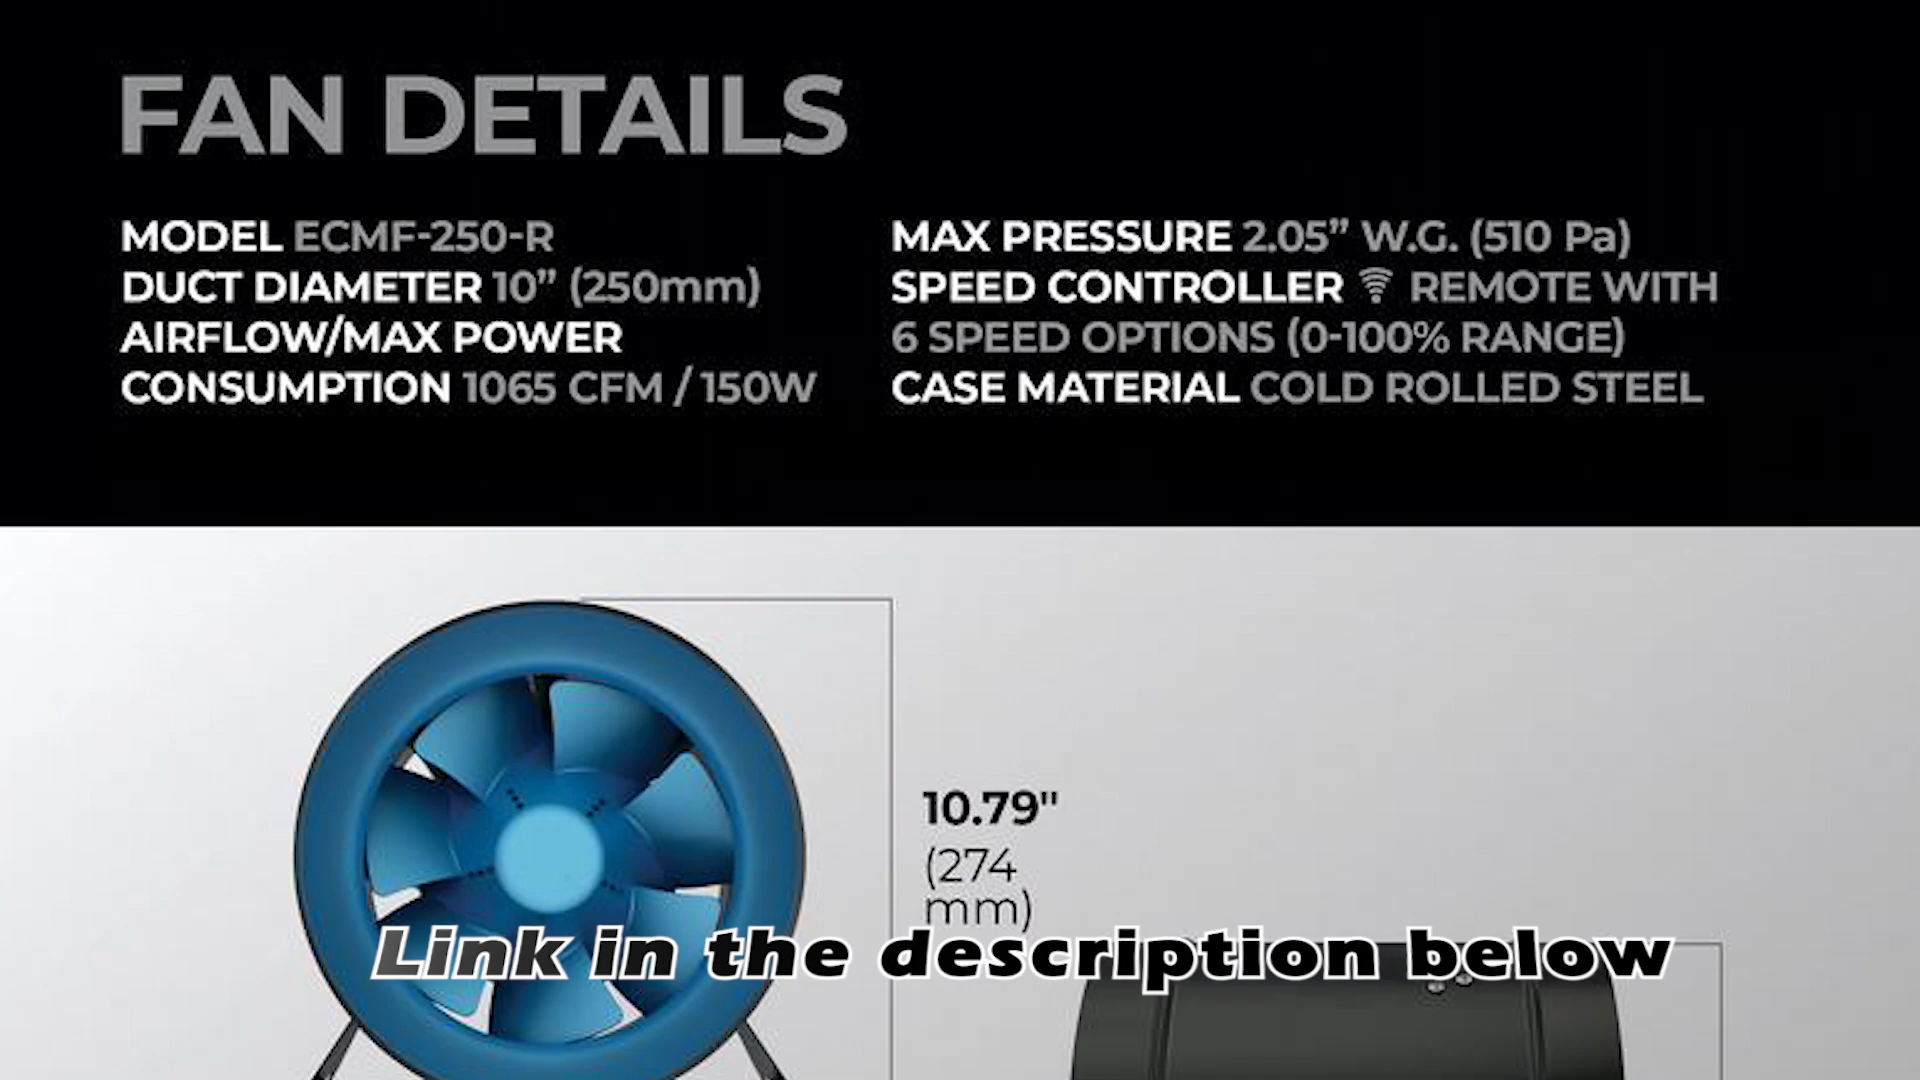 FAN DETAILS
MODEL ECMF-250-R
DUCT DIAMETER 10” (250mm)
AIRFLOW/MAX POWER
CONSUMPTION 1065 CFM / 150W
MAX PRESSURE 2.05” W.G. (510 Pa)
SPEED CONTROLLER REMOTE WITH
6 SPEED OPTIONS (0-100% RANGE)
CASE MATERIAL COLD ROLLED STEEL
10.79"
(274
mm)
Link in the description below